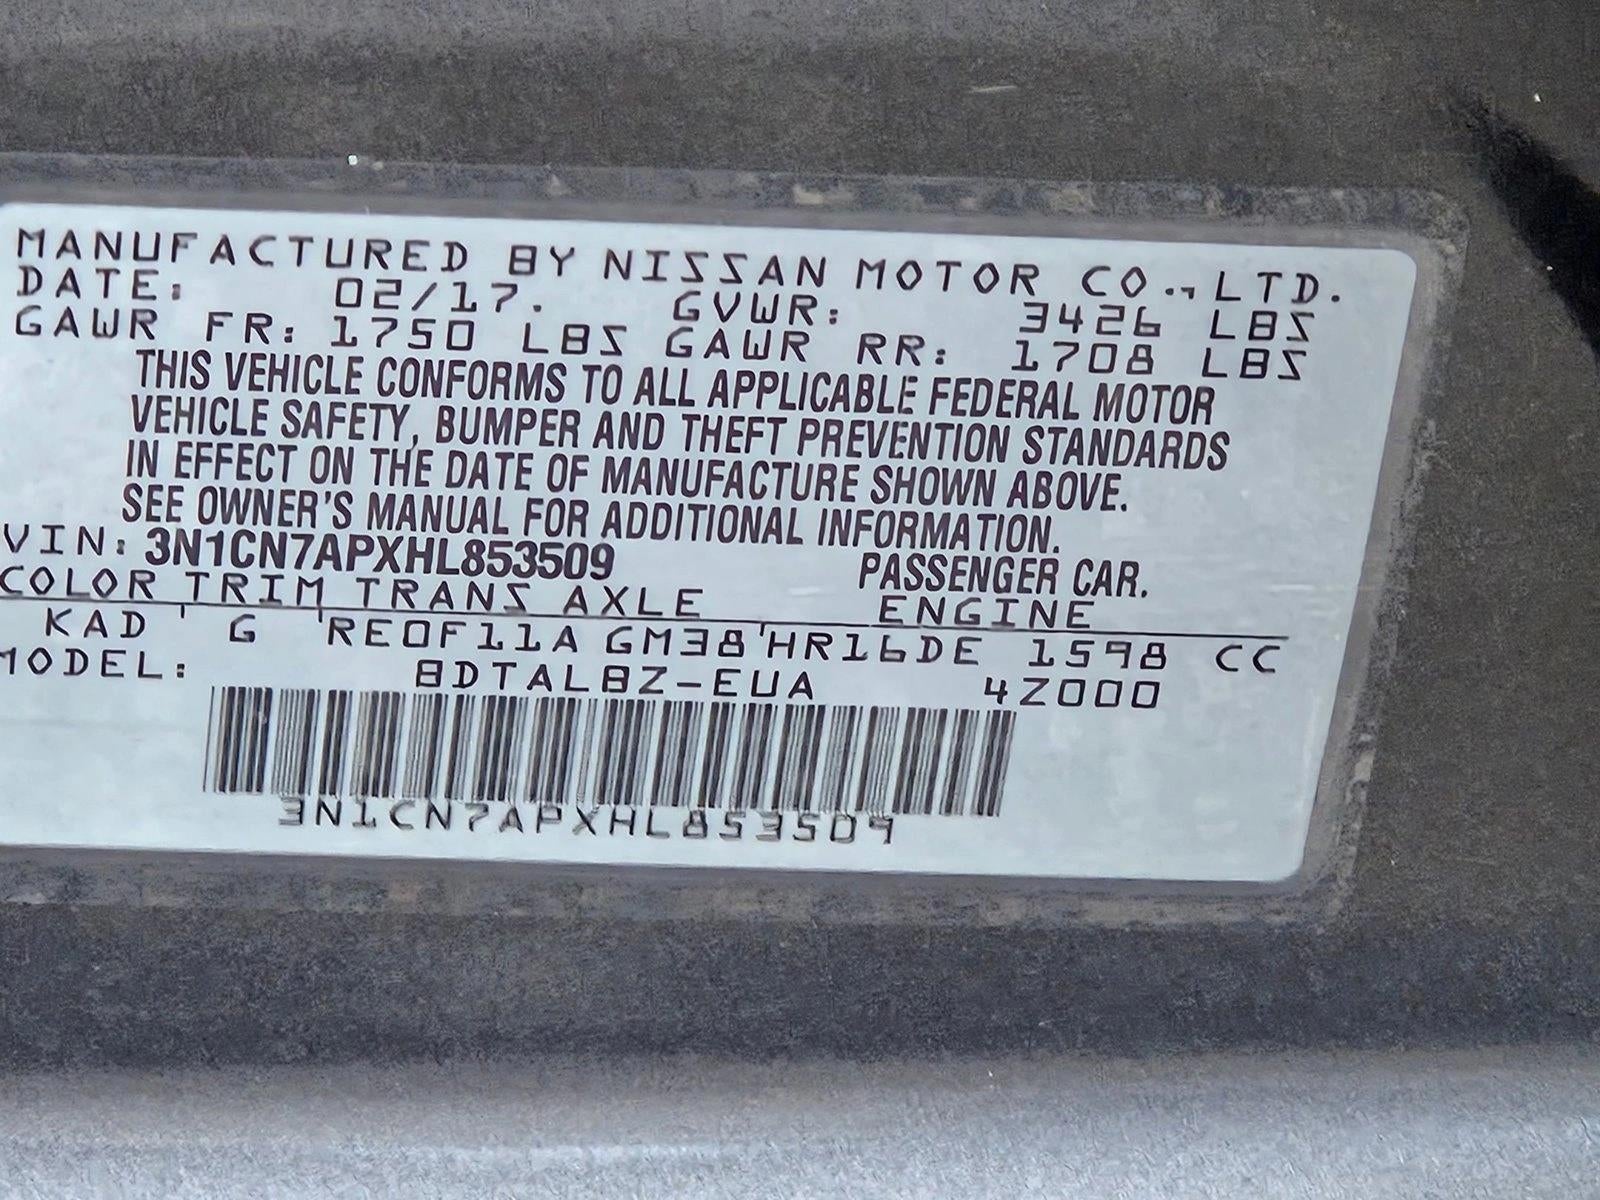 MANUFACTURED BY NISSAN MOTOR CO., LTD.
DATE: 02/17. GVWR: 3426 LBS
GAWR FR: 1750 LBS GAWR RR: 1708 LBS
THIS VEHICLE CONFORMS TO ALL APPLICABLE FEDERAL MOTOR
VEHICLE SAFETY, BUMPER AND THEFT PREVENTION STANDARDS
IN EFFECT ON THE DATE OF MANUFACTURE SHOWN ABOVE.
SEE OWNER'S MANUAL FOR ADDITIONAL INFORMATION.
VIN: 3N1CN7APXHL853509 PASSENGER CAR.
COLOR TRIM TRANS AXLE ENGINE
KAD G RE0F11A GM38 HR16DE 1598 CC
MODEL: BDTALBZ-EUA 4Z000
3N1CN7APXHL853509